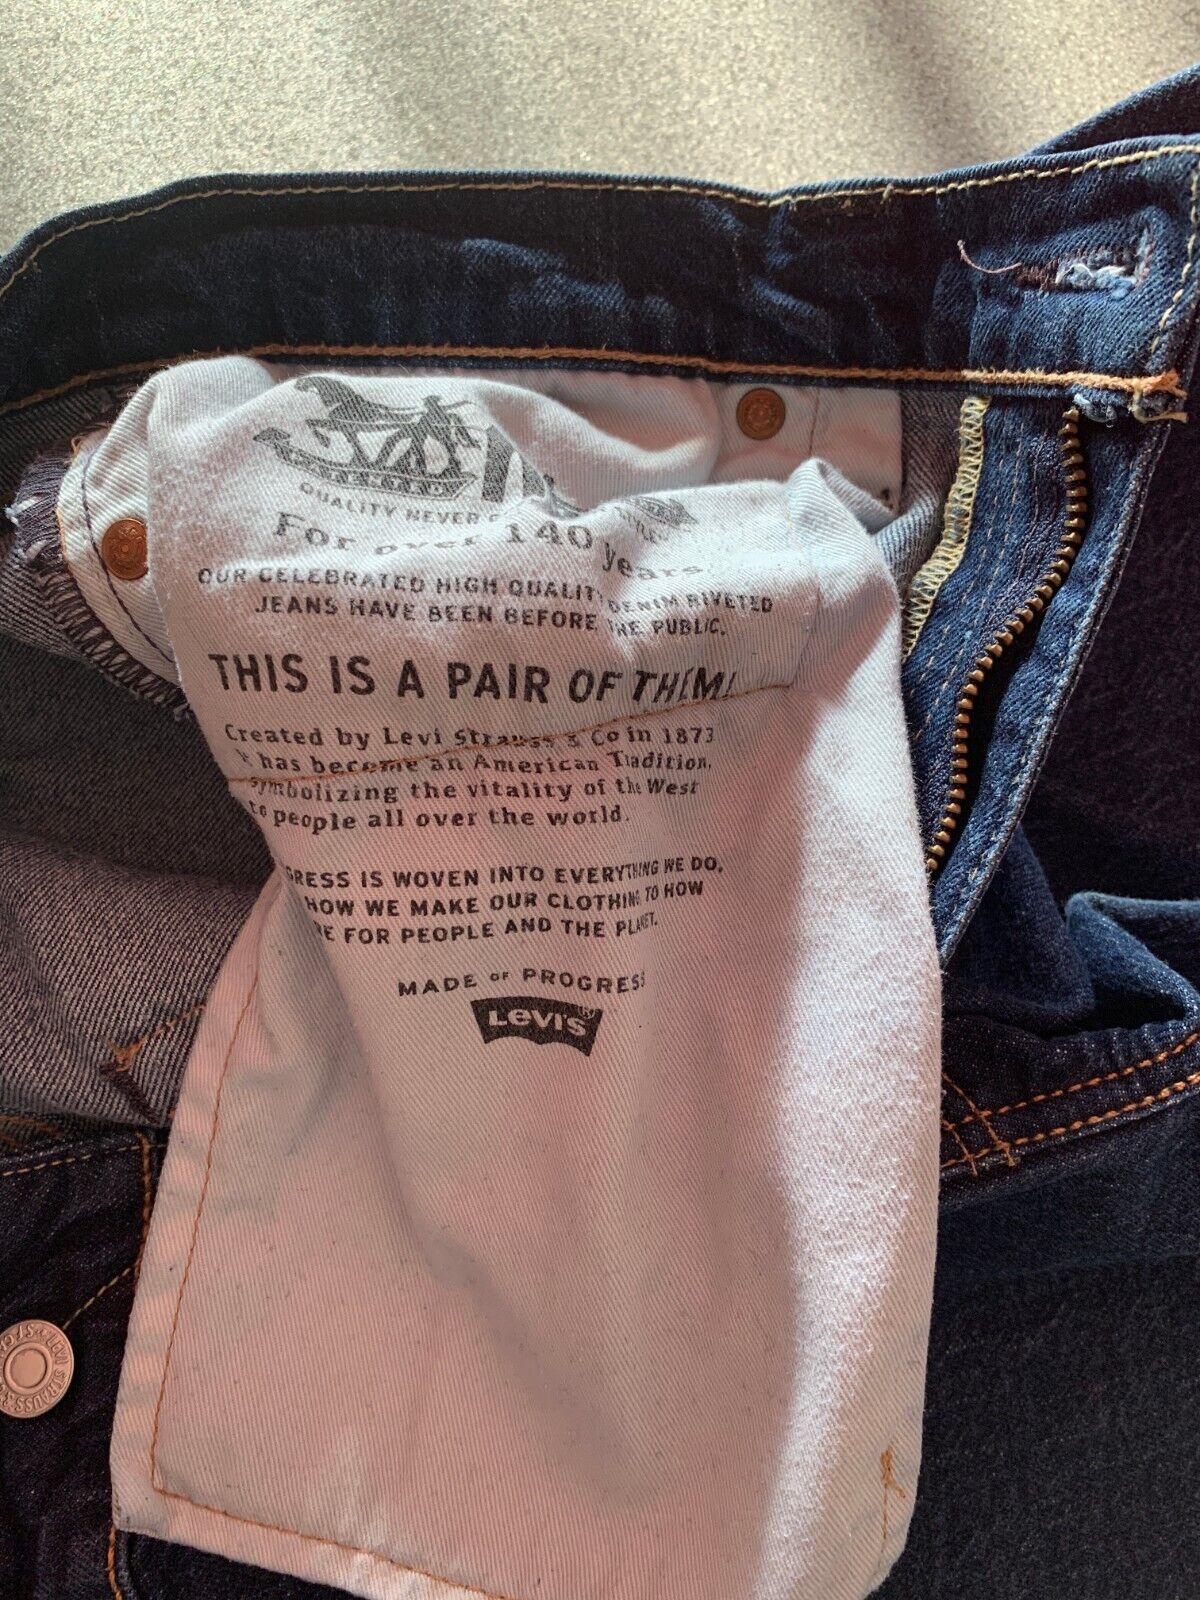 QUALITY NEVER
For over 140 years
OUR CELEBRATED HIGH QUALITY DENIM RIVETED
JEANS HAVE BEEN BEFORE THE PUBLIC.
THIS IS A PAIR OF THEM!
Created by Levi Strauss & Co in 1873
has become an American Tradition,
symbolizing the vitality of the West
to people all over the world.
GRESS IS WOVEN INTO EVERYTHING WE DO,
HOW WE MAKE OUR CLOTHING TO HOW
E FOR PEOPLE AND THE PLANET.
MADE OF PROGRESS
LEVI'S®
LEVI STRAUSS &